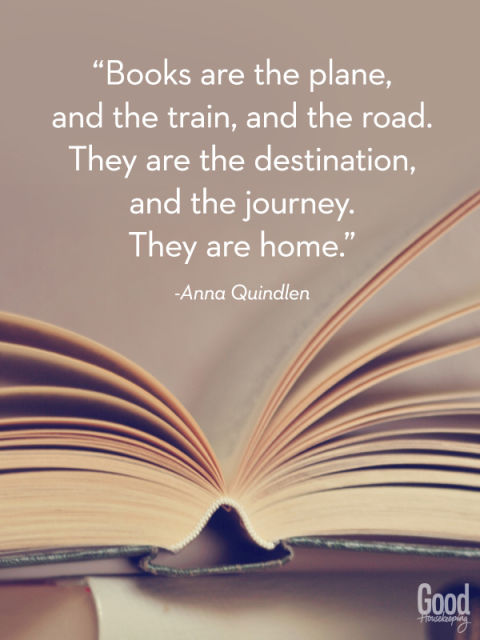 “Books are the plane,
and the train, and the road.
They are the destination,
and the journey.
They are home.”
-Anna Quindlen
Good
Housekeeping